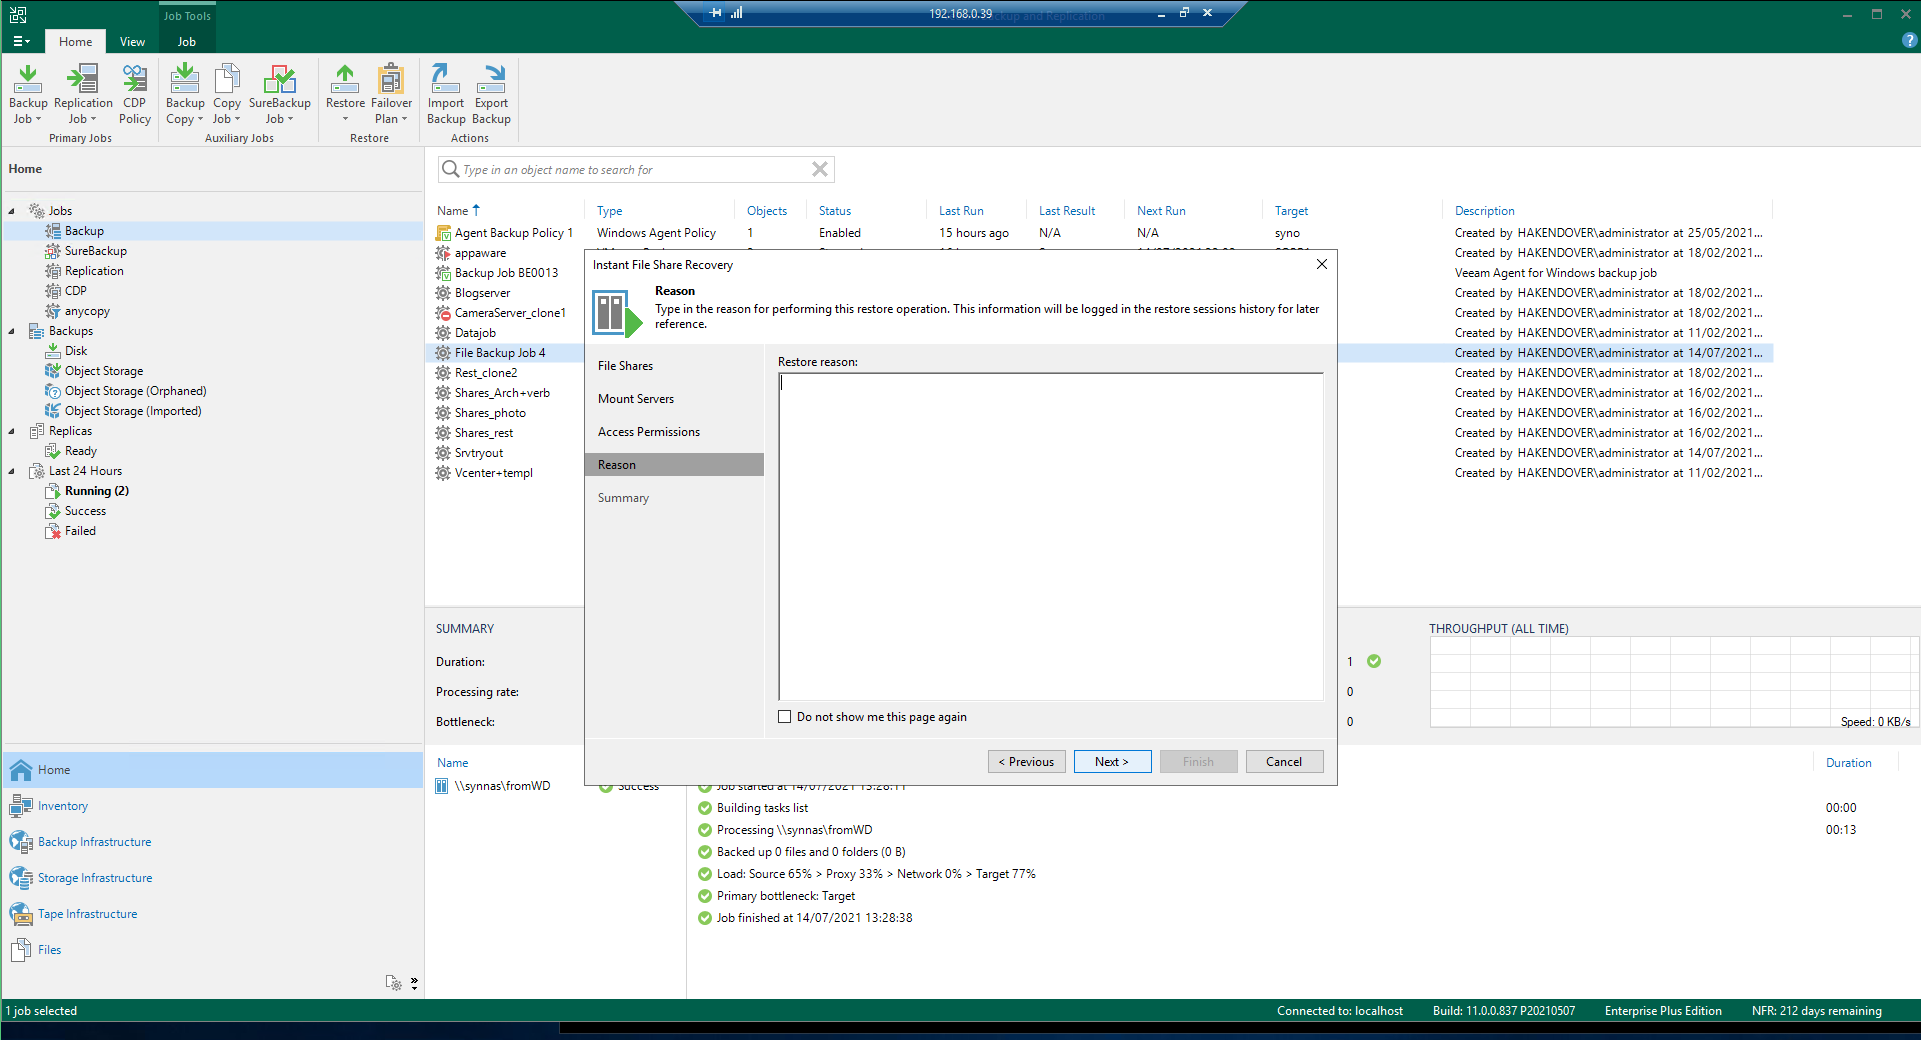 Job Tools
192.168.0.39
ckup and Replication
Home
View
Job
Backup Job
Replication Job
CDP Policy
Backup Copy
Copy Job
SureBackup Job
Restore
Failover Plan
Import Backup
Export Backup
Primary Jobs
Auxiliary Jobs
Restore
Actions
Home
Type in an object name to search for
Jobs
Backup
SureBackup
Replication
CDP
anycopy
Backups
Disk
Object Storage
Object Storage (Orphaned)
Object Storage (Imported)
Replicas
Ready
Last 24 Hours
Running (2)
Success
Failed
Home
Inventory
Backup Infrastructure
Storage Infrastructure
Tape Infrastructure
Files
Name Type Objects Status Last Run Last Result Next Run Target Description
Agent Backup Policy 1 Windows Agent Policy 1 Enabled 15 hours ago N/A N/A syno Created by HAKENDOVER\administrator at 25/05/2021...
appaware Created by HAKENDOVER\administrator at 18/02/2021...
Backup Job BE0013 Veeam Agent for Windows backup job
Blogserver Created by HAKENDOVER\administrator at 18/02/2021...
CameraServer_clone1 Created by HAKENDOVER\administrator at 18/02/2021...
Datajob Created by HAKENDOVER\administrator at 11/02/2021...
File Backup Job 4 Created by HAKENDOVER\administrator at 14/07/2021...
Rest_clone2 Created by HAKENDOVER\administrator at 18/02/2021...
Shares_Arch+verb Created by HAKENDOVER\administrator at 16/02/2021...
Shares_photo Created by HAKENDOVER\administrator at 16/02/2021...
Shares_rest Created by HAKENDOVER\administrator at 16/02/2021...
Srvtryout Created by HAKENDOVER\administrator at 14/07/2021...
Vcenter+templ Created by HAKENDOVER\administrator at 11/02/2021...
Instant File Share Recovery
Reason
Type in the reason for performing this restore operation. This information will be logged in the restore sessions history for later
reference.
File Shares
Mount Servers
Access Permissions
Reason
Summary
Restore reason:
Do not show me this page again
< Previous
Next >
Finish
Cancel
SUMMARY
Duration:
Processing rate:
Bottleneck:
1
0
0
THROUGHPUT (ALL TIME)
Speed: 0 KB/s
Name
Duration
\\synnas\fromWD
Success
Job started at 14/07/2021 13:28:11
Building tasks list 00:00
Processing \\synnas\fromWD 00:13
Backed up 0 files and 0 folders (0 B)
Load: Source 65% > Proxy 33% > Network 0% > Target 77%
Primary bottleneck: Target
Job finished at 14/07/2021 13:28:38
1 job selected
Connected to: localhost
Build: 11.0.0.837 P20210507
Enterprise Plus Edition
NFR: 212 days remaining